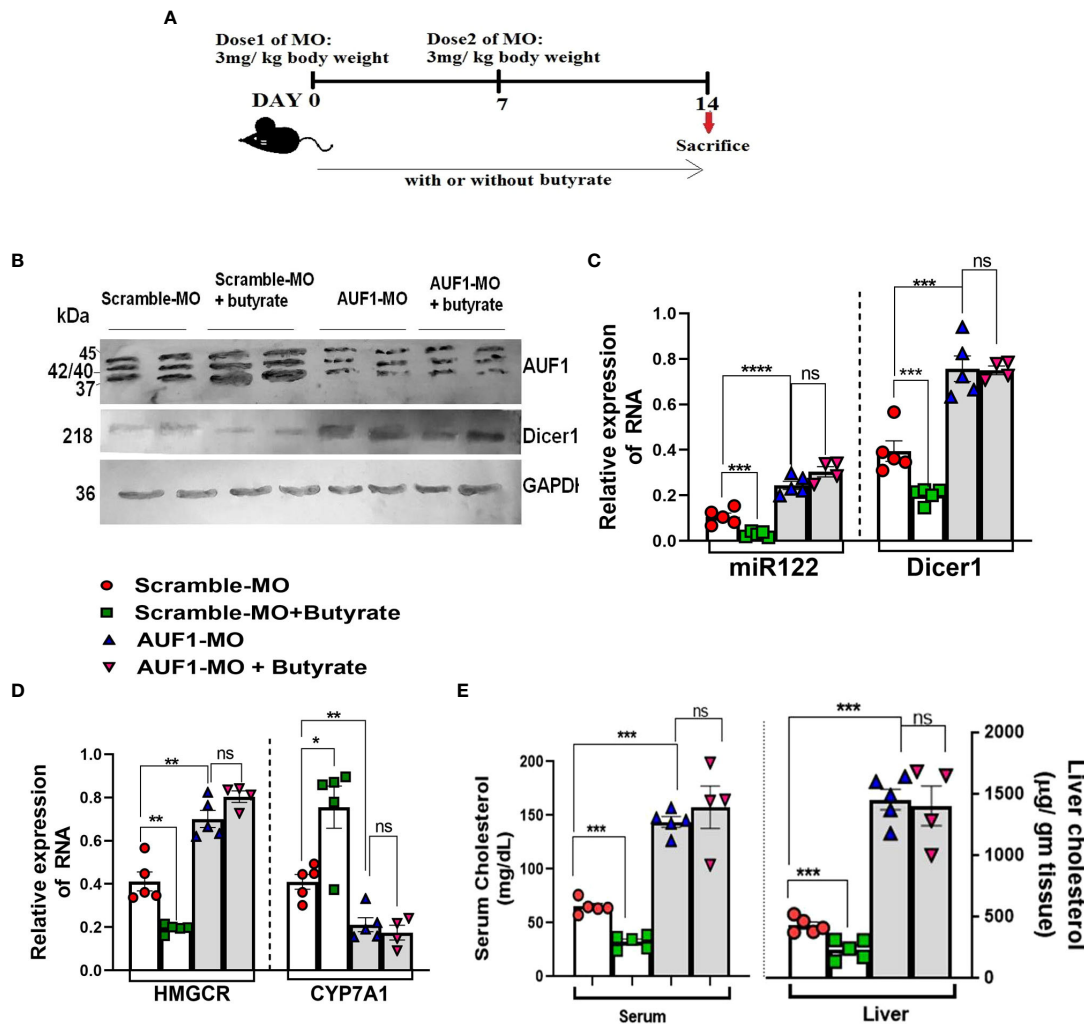 A
Dose1 of MO:
3mg/ kg body weight
Dose2 of MO:
3mg/ kg body weight
DAY 0
7
14
Sacrifice
with or without butyrate
B
kDa
Scramble-MO
Scramble-MO
+ butyrate
AUF1-MO
AUF1-MO
+ butyrate
45
42/40
37
AUF1
218
Dicer1
36
GAPDH
C
Relative expression
of RNA
1.0
0.8
0.6
0.4
0.2
0.0
****
***
ns
***
***
ns
miR122
Dicer1
Scramble-MO
Scramble-MO+Butyrate
AUF1-MO
AUF1-MO + Butyrate
D
Relative expression
of RNA
1.0
0.8
0.6
0.4
0.2
0.0
**
**
ns
**
*
ns
HMGCR
CYP7A1
E
Serum Cholesterol
(mg/dL)
200
150
100
50
0
***
***
ns
***
***
ns
2000
1500
1000
500
0
Liver cholesterol
(µg/ gm tissue)
Serum
Liver